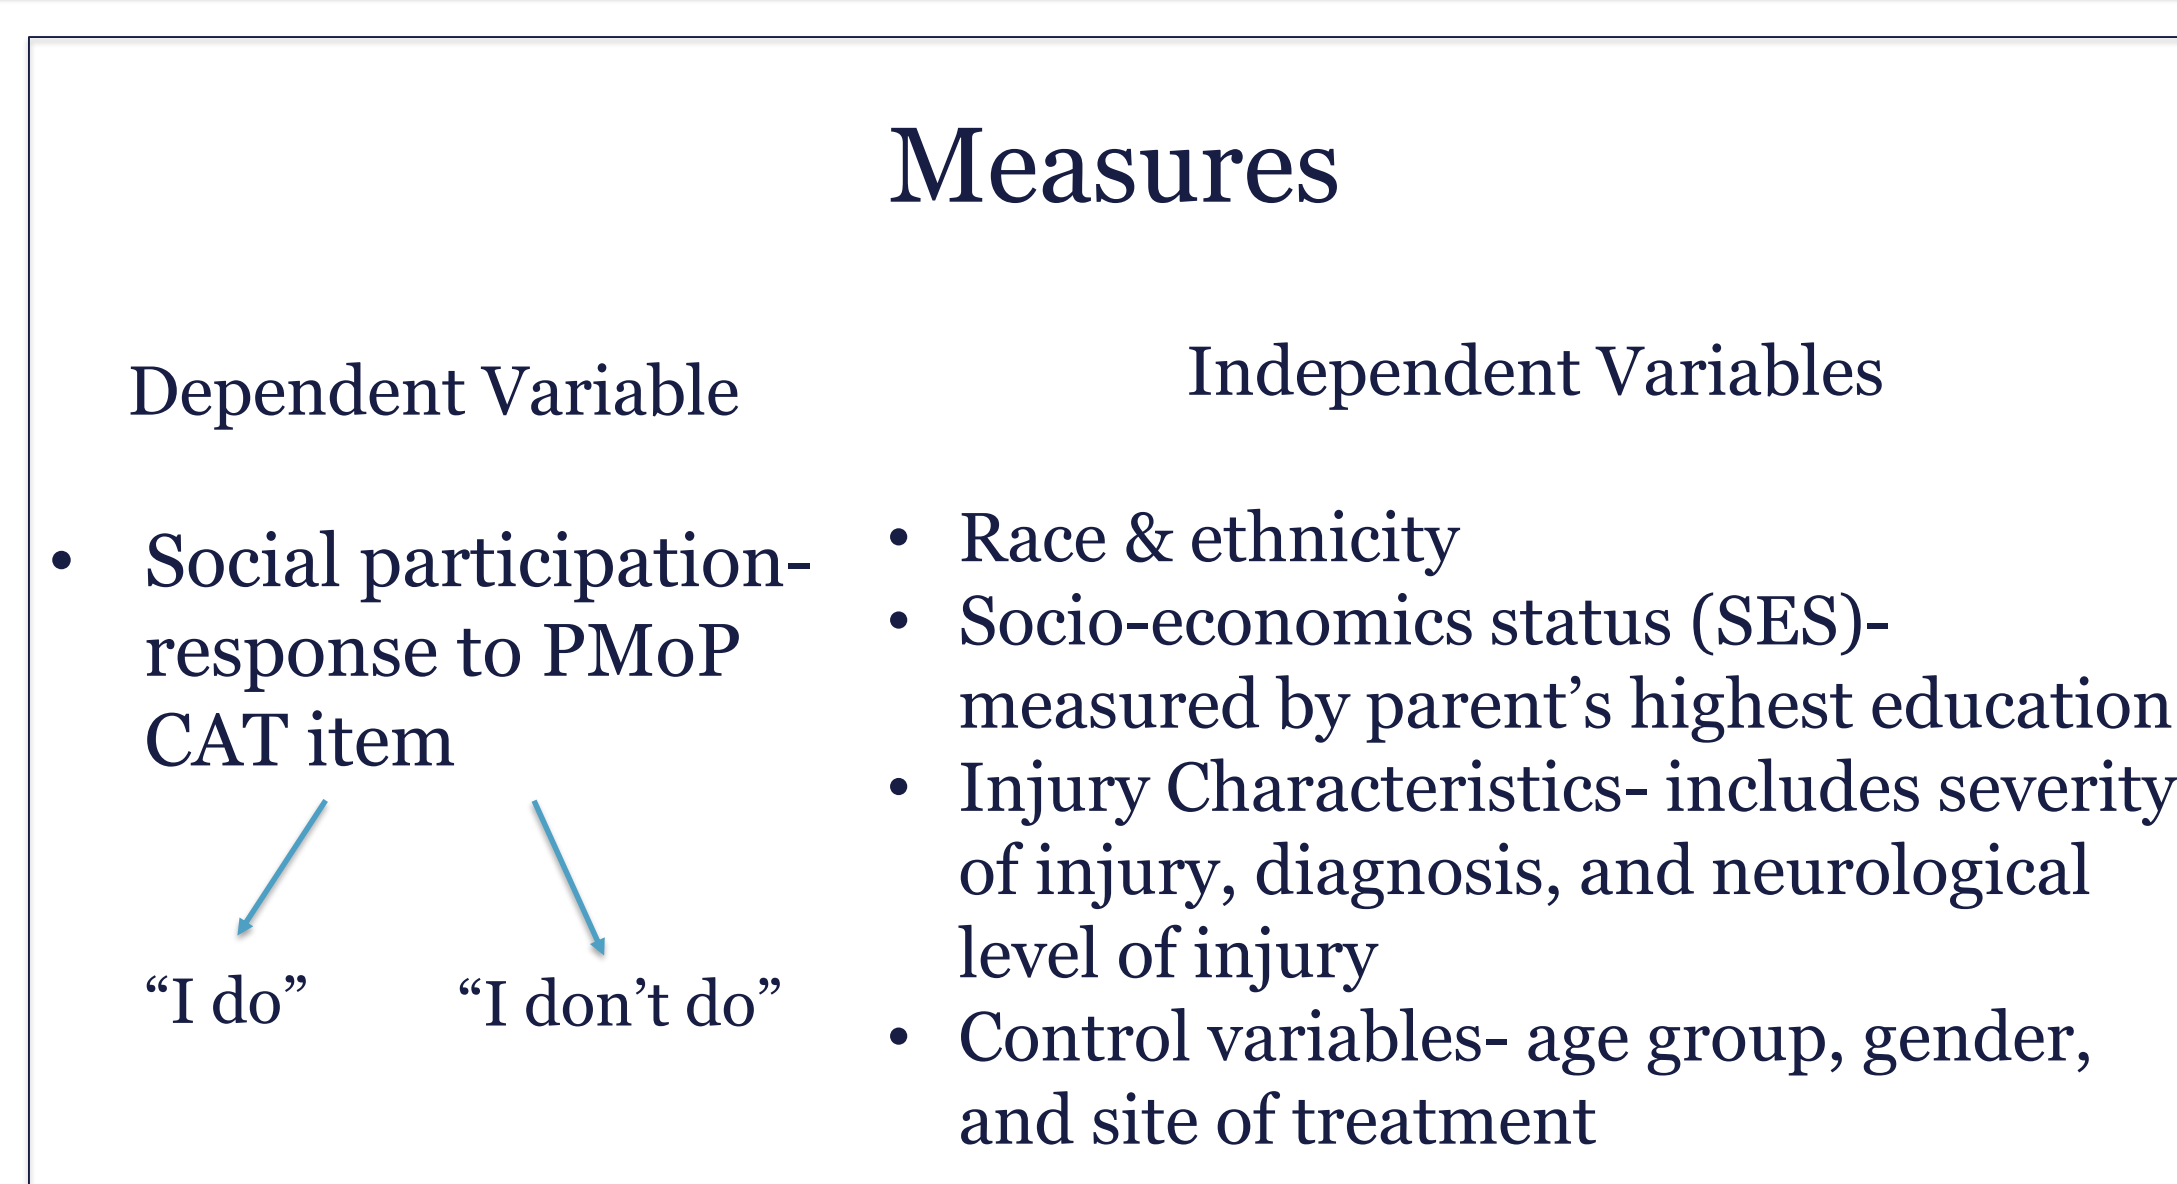 Measures
Dependent Variable
• Social participation-
response to PMoP
CAT item
“I do”
“I don’t do”
Independent Variables
• Race & ethnicity
• Socio-economics status (SES)-
measured by parent’s highest education
• Injury Characteristics- includes severity
of injury, diagnosis, and neurological
level of injury
• Control variables- age group, gender,
and site of treatment